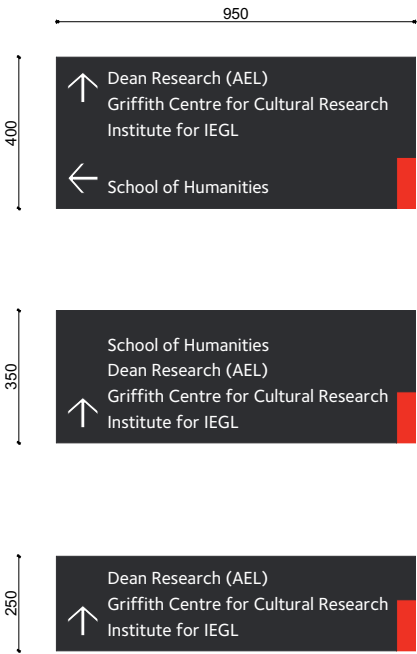 950
400
Dean Research (AEL)
Griffith Centre for Cultural Research
Institute for IEGL
School of Humanities
350
School of Humanities
Dean Research (AEL)
Griffith Centre for Cultural Research
Institute for IEGL
250
Dean Research (AEL)
Griffith Centre for Cultural Research
Institute for IEGL